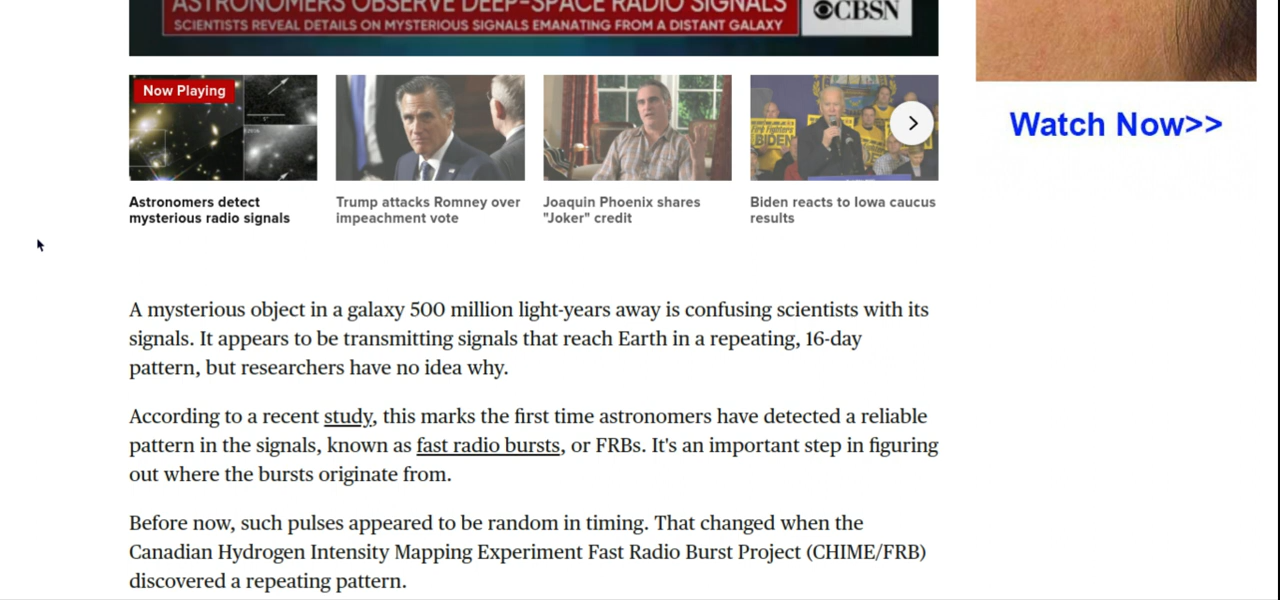 ASTRONOMERS OBSERVE DEEP-SPACE RADIO SIGNALS
SCIENTISTS REVEAL DETAILS ON MYSTERIOUS SIGNALS EMANATING FROM A DISTANT GALAXY
CBSN
Now Playing
Astronomers detect
mysterious radio signals
Trump attacks Romney over
impeachment vote
Joaquin Phoenix shares
"Joker" credit
Fire Fighters
BIDEN
Biden reacts to Iowa caucus
results
Watch Now>>
A mysterious object in a galaxy 500 million light-years away is confusing scientists with its
signals. It appears to be transmitting signals that reach Earth in a repeating, 16-day
pattern, but researchers have no idea why.
According to a recent study, this marks the first time astronomers have detected a reliable
pattern in the signals, known as fast radio bursts, or FRBs. It's an important step in figuring
out where the bursts originate from.
Before now, such pulses appeared to be random in timing. That changed when the
Canadian Hydrogen Intensity Mapping Experiment Fast Radio Burst Project (CHIME/FRB)
discovered a repeating pattern.